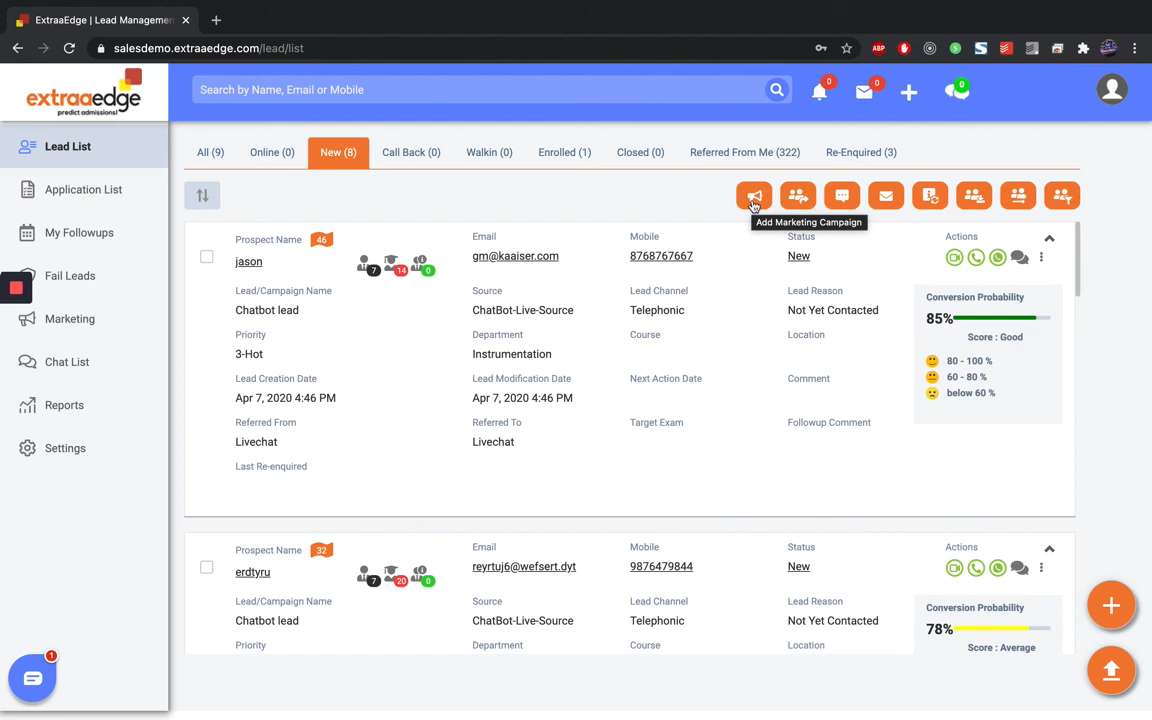 ExtraaEdge | Lead Managemen
salesdemo.extraaedge.com/lead/list
ABP
extraaedge
predict admissions!
Search by Name, Email or Mobile
0
0
0
Lead List
Application List
My Followups
Fail Leads
Marketing
Chat List
Reports
Settings
1
All (9)
Online (0)
New (8)
Call Back (0)
Walkin (0)
Enrolled (1)
Closed (0)
Referred From Me (322)
Re-Enquired (3)
Add Marketing Campaign
Prospect Name 46
jason
7 14 0
Email
gm@kaaiser.com
Mobile
8768767667
Status
New
Actions
Lead/Campaign Name
Chatbot lead
Source
ChatBot-Live-Source
Lead Channel
Telephonic
Lead Reason
Not Yet Contacted
Priority
3-Hot
Department
Instrumentation
Course
Location
Lead Creation Date
Apr 7, 2020 4:46 PM
Lead Modification Date
Apr 7, 2020 4:46 PM
Next Action Date
Comment
Referred From
Livechat
Referred To
Livechat
Target Exam
Followup Comment
Last Re-enquired
Conversion Probability
85%
Score : Good
80 - 100 %
60 - 80 %
below 60 %
Prospect Name 32
erdtyru
7 20 0
Email
reyrtuj6@wefsert.dyt
Mobile
9876479844
Status
New
Actions
Lead/Campaign Name
Chatbot lead
Source
ChatBot-Live-Source
Lead Channel
Telephonic
Lead Reason
Not Yet Contacted
Priority
Department
Course
Location
Conversion Probability
78%
Score : Average